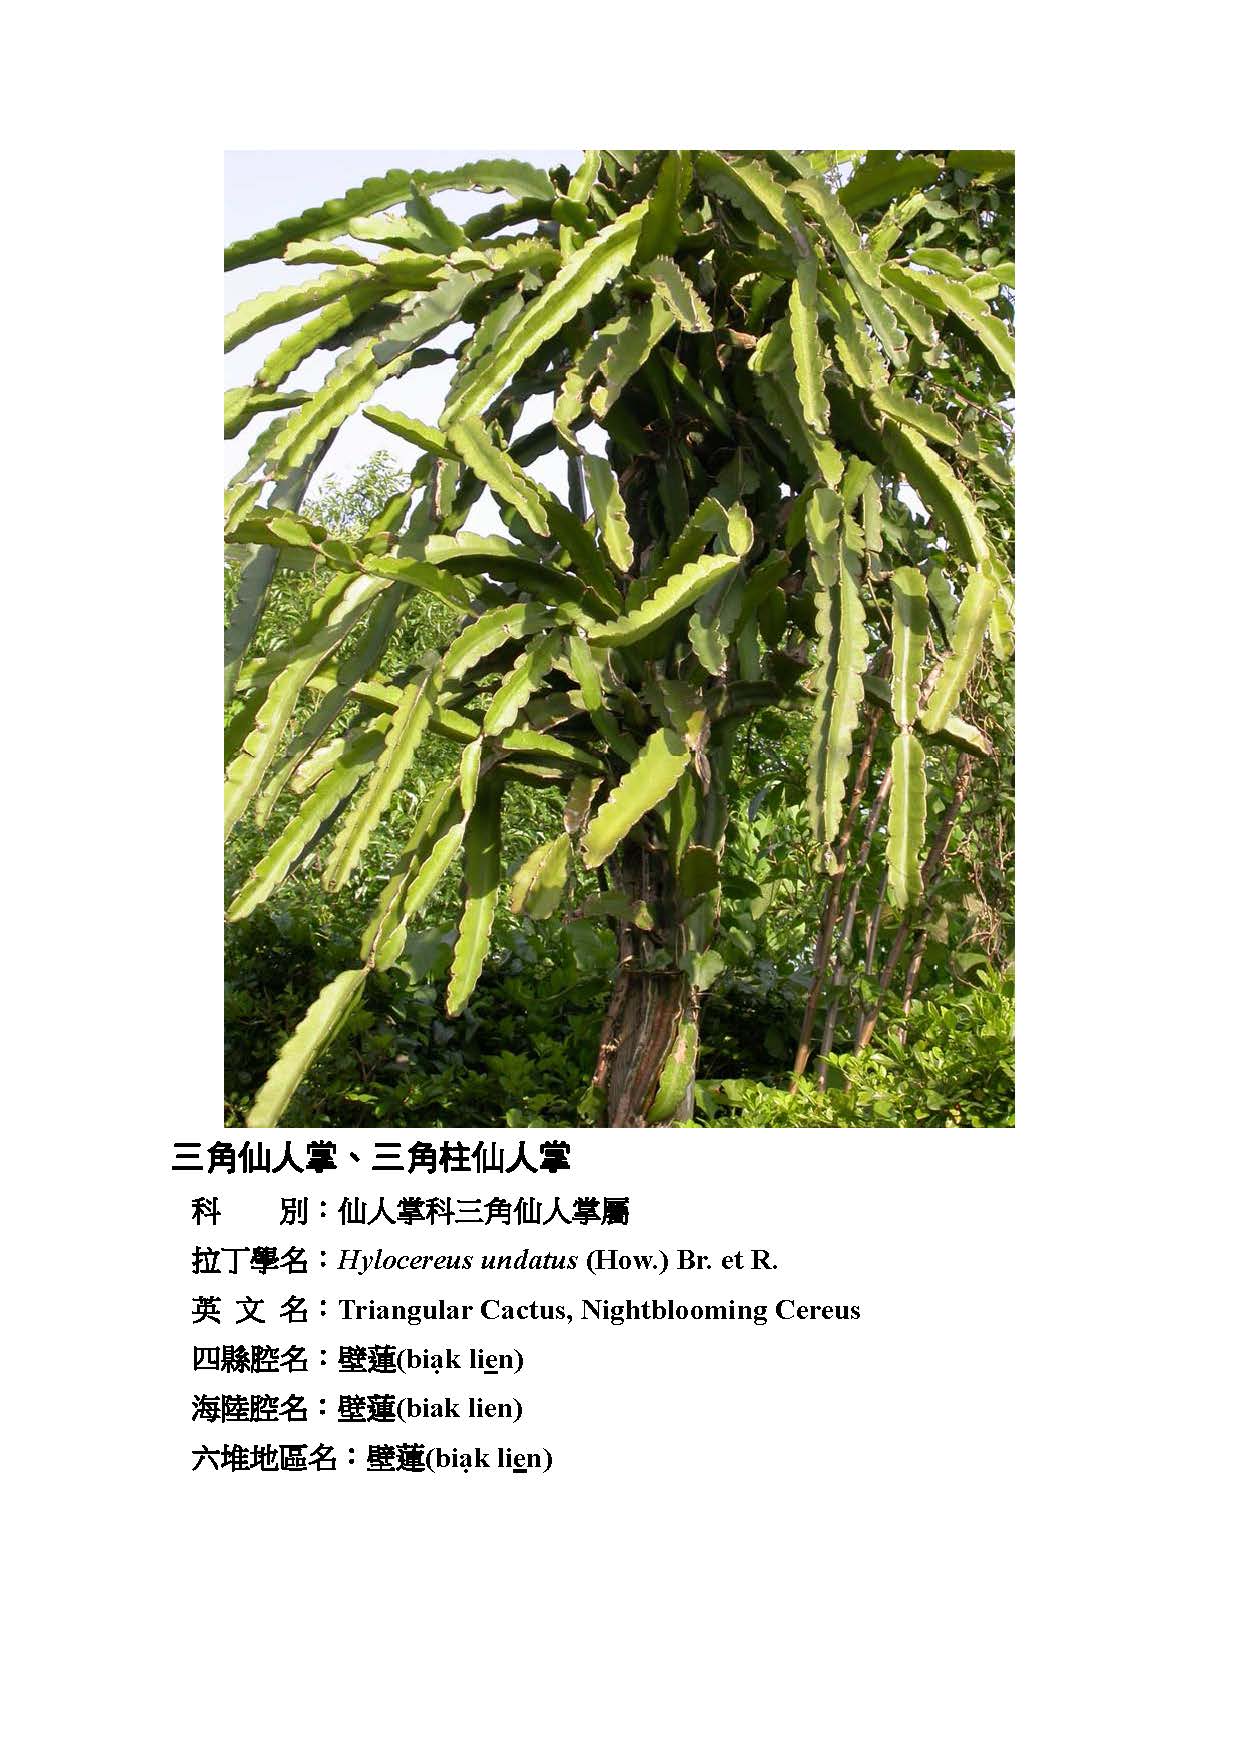 三角仙人掌、三角柱仙人掌
科　　別：仙人掌科三角仙人掌屬
拉丁學名：Hylocereus undatus (How.) Br. et R.
英 文 名：Triangular Cactus, Nightblooming Cereus
四縣腔名：壁蓮(biạk li<u>e</u>n)
海陸腔名：壁蓮(biak lien)
六堆地區名：壁蓮(biạk li<u>e</u>n)